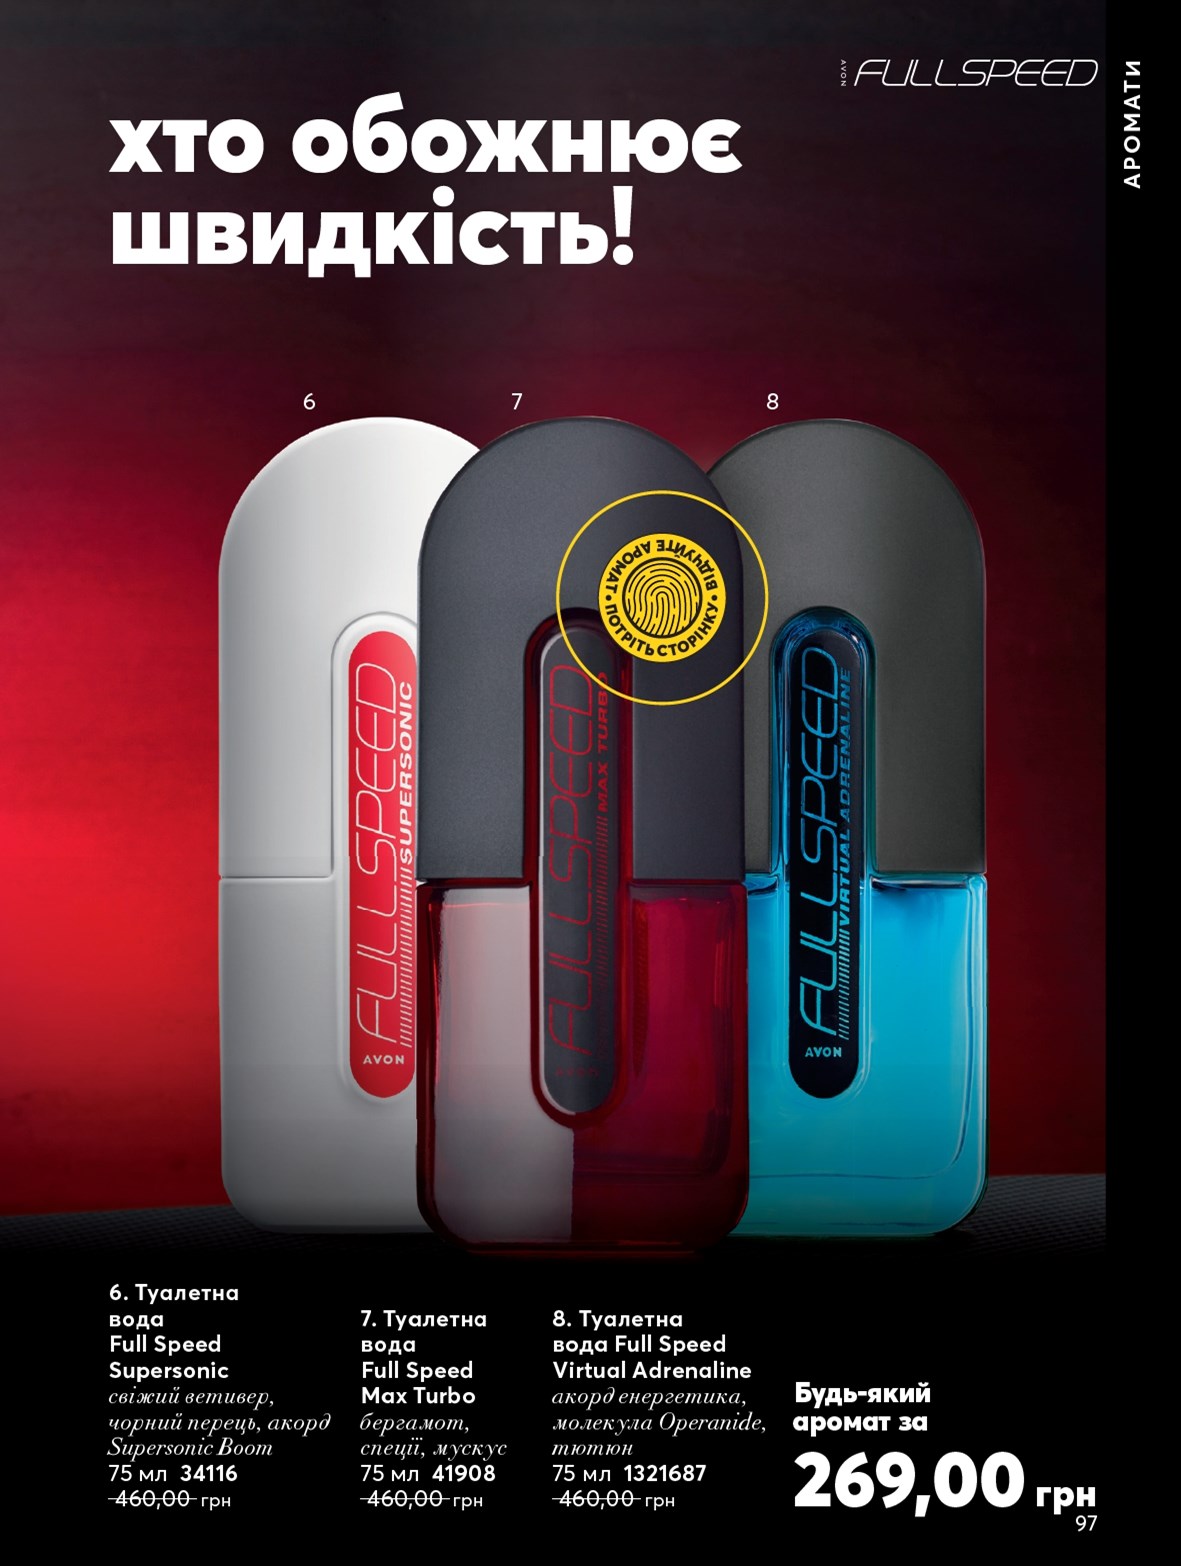 AVON FULLSPEED
АРОМАТИ
хто обожнює
швидкість!
6
7
8
ВІДЧУЙТЕ АРОМАТ • ПОТРІТЬ СТОРІНКУ •
FULLSPEED
SUPERSONIC
AVON
FULLSPEED
MAX TURBO
AVON
FULLSPEED
VIRTUAL ADRENALINE
AVON
6. Туалетна
вода
Full Speed
Supersonic
свіжий ветивер,
чорний перець, акорд
Supersonic Boom
75 мл 34116
460,00 грн
7. Туалетна
вода
Full Speed
Max Turbo
бергамот,
спеції, мускус
75 мл 41908
460,00 грн
8. Туалетна
вода Full Speed
Virtual Adrenaline
акорд енергетика,
молекула Operanide,
тютюн
75 мл 1321687
460,00 грн
Будь-який
аромат за
269,00 грн
97